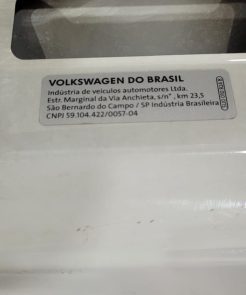 VOLKSWAGEN DO BRASIL
Indústria de veículos automotores Ltda.
Estr. Marginal da Via Anchieta, s/nº , km 23,5
São Bernardo do Campo / SP Indústria Brasileira
CNPJ 59.104.422/0057-04